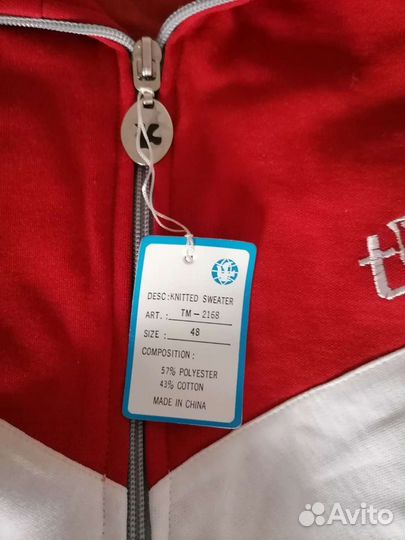 DESC:KNITTED SWEATER
ART.: TM-2168
SIZE: 48
COMPOSITION:
57% POLYESTER
43% COTTON
MADE IN CHINA
Avito